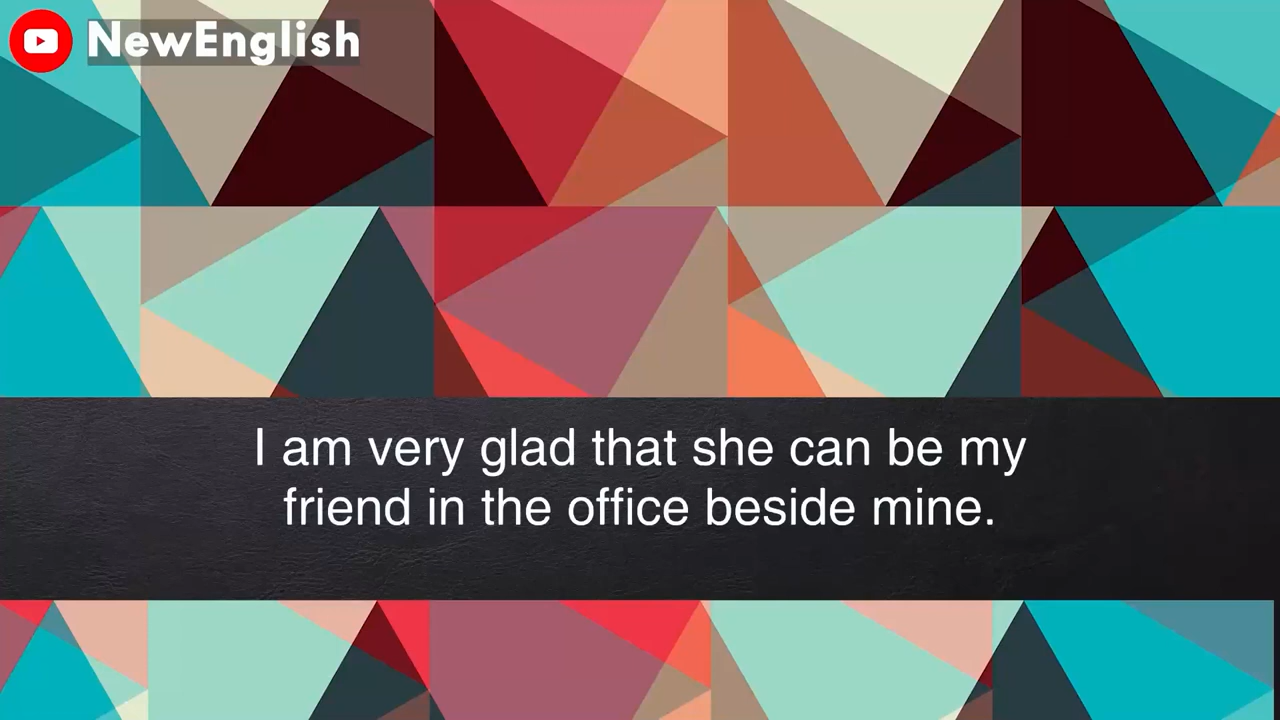 NewEnglish
I am very glad that she can be my
friend in the office beside mine.